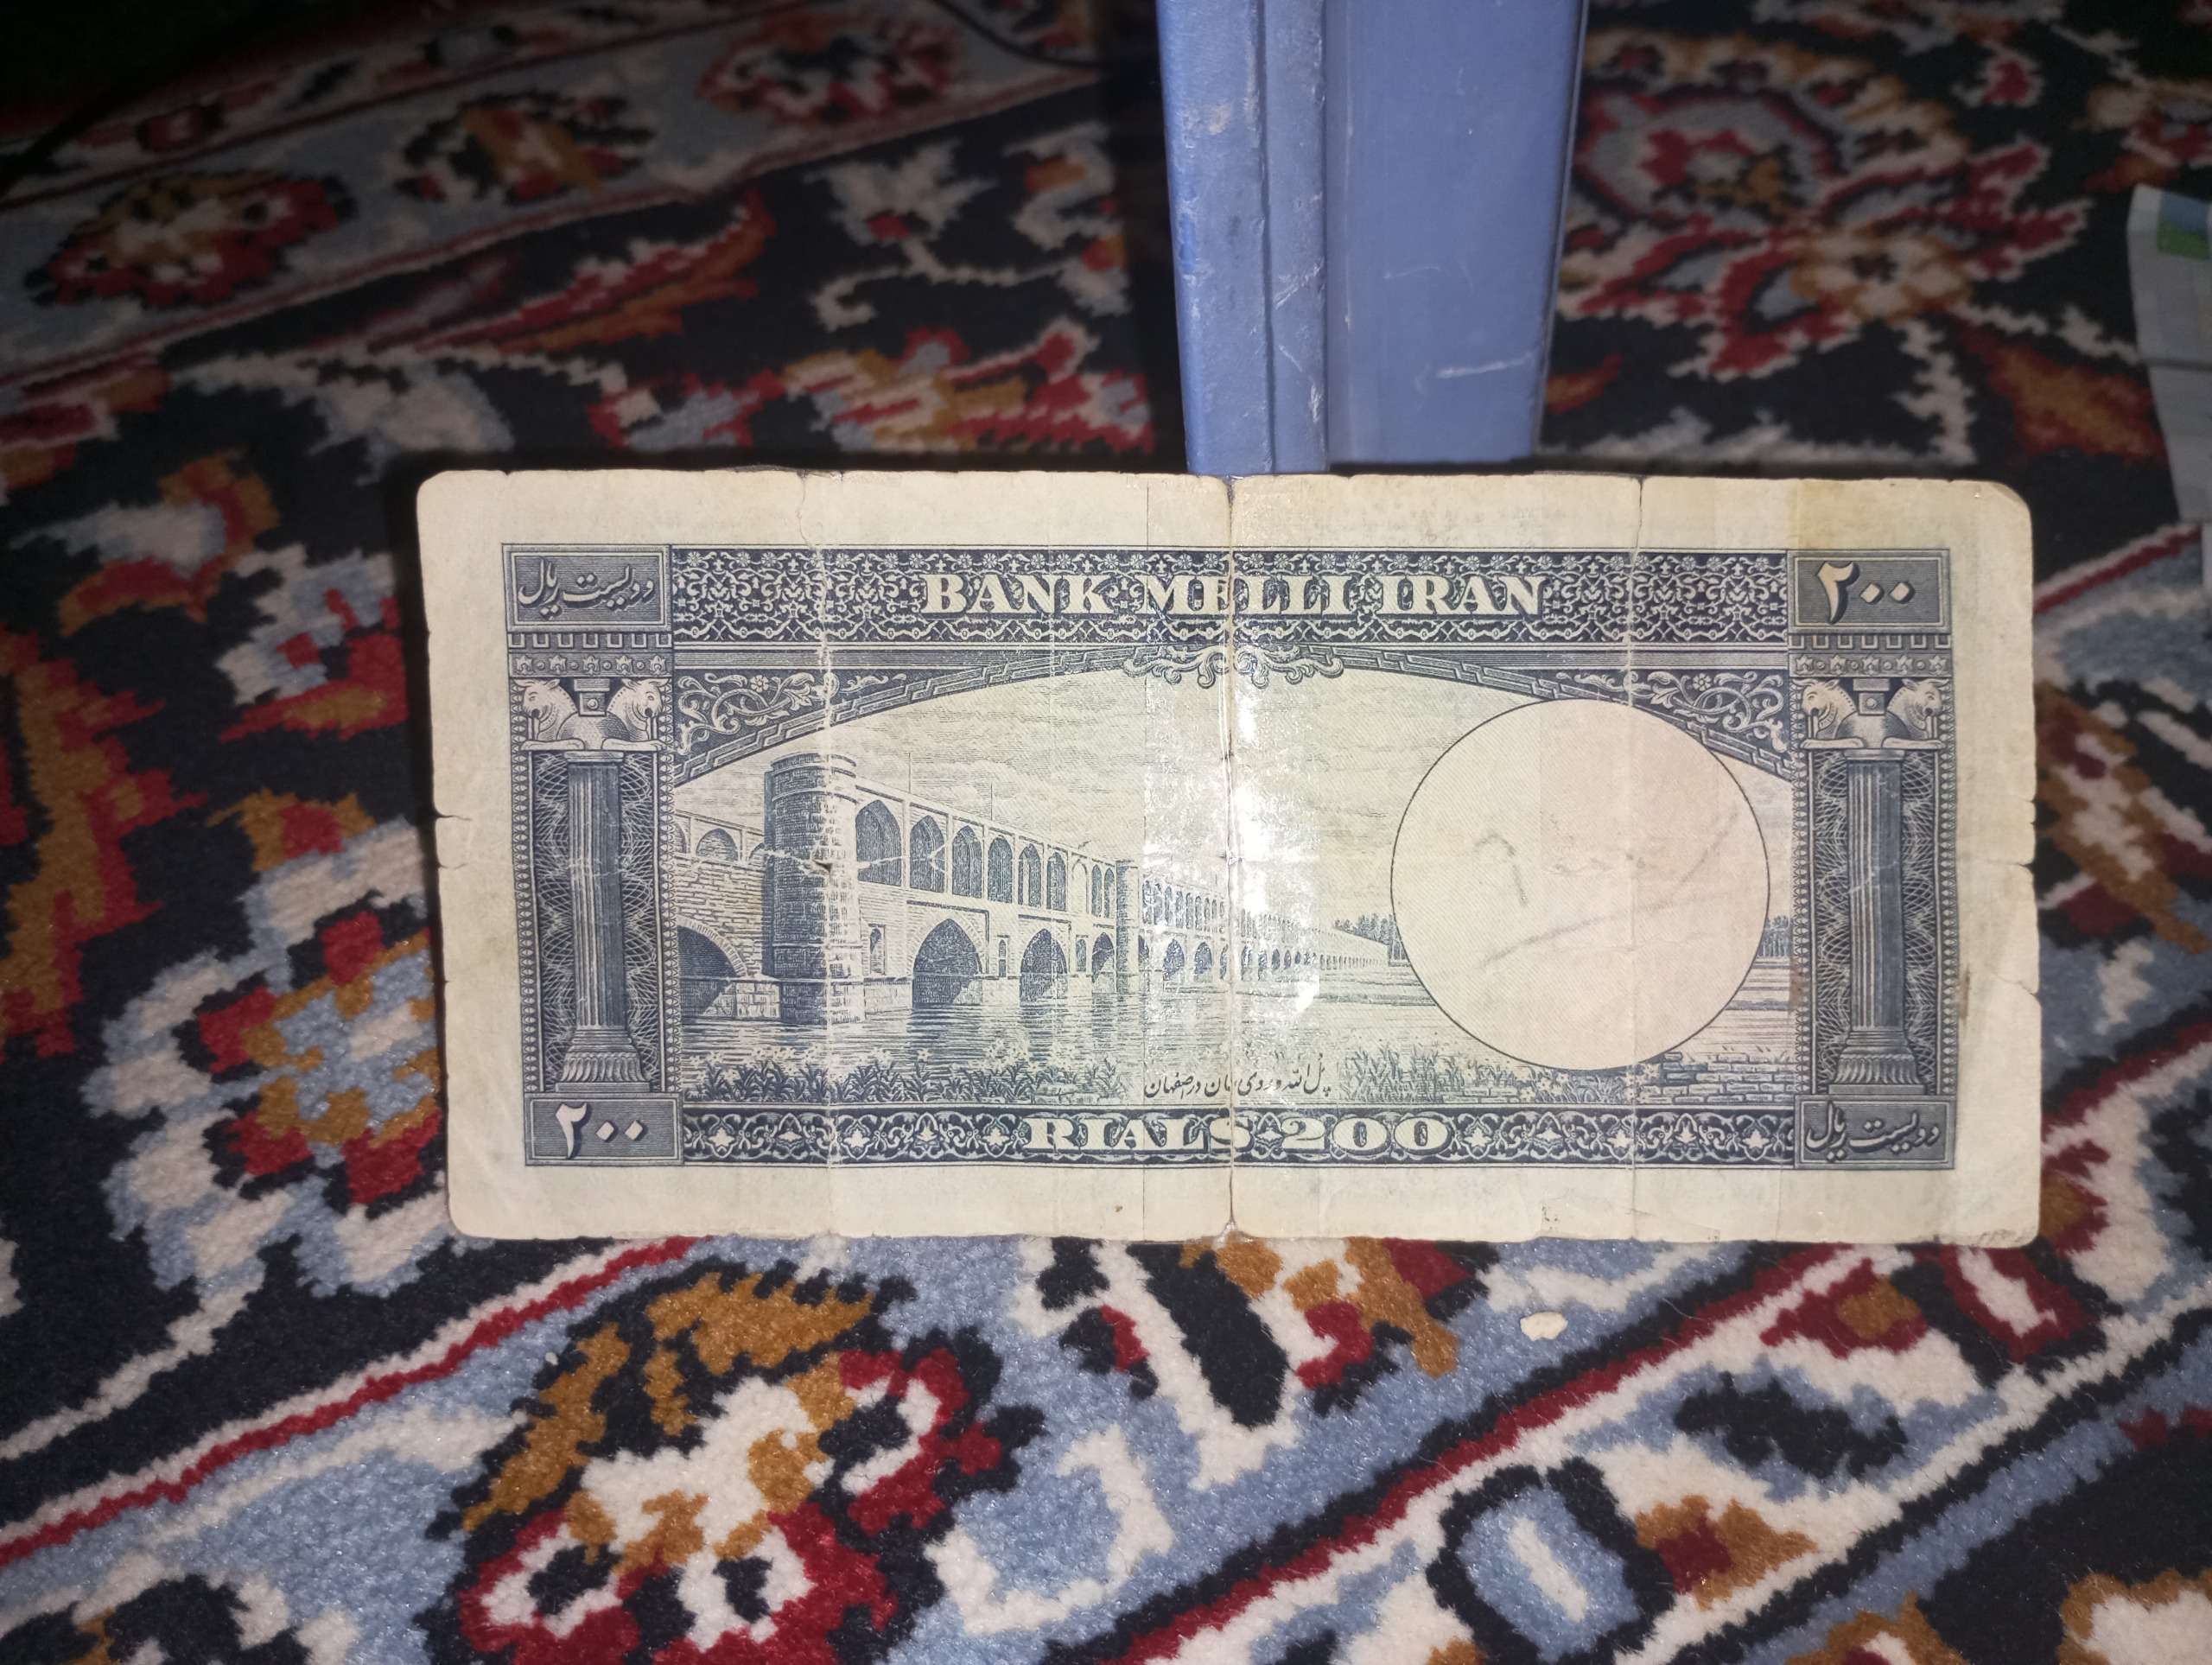 دویست ریال BANK MELLI IRAN ۲۰۰
پل الله وردی خان در اصفهان
۲۰۰ RIALS 200 دویست ریال